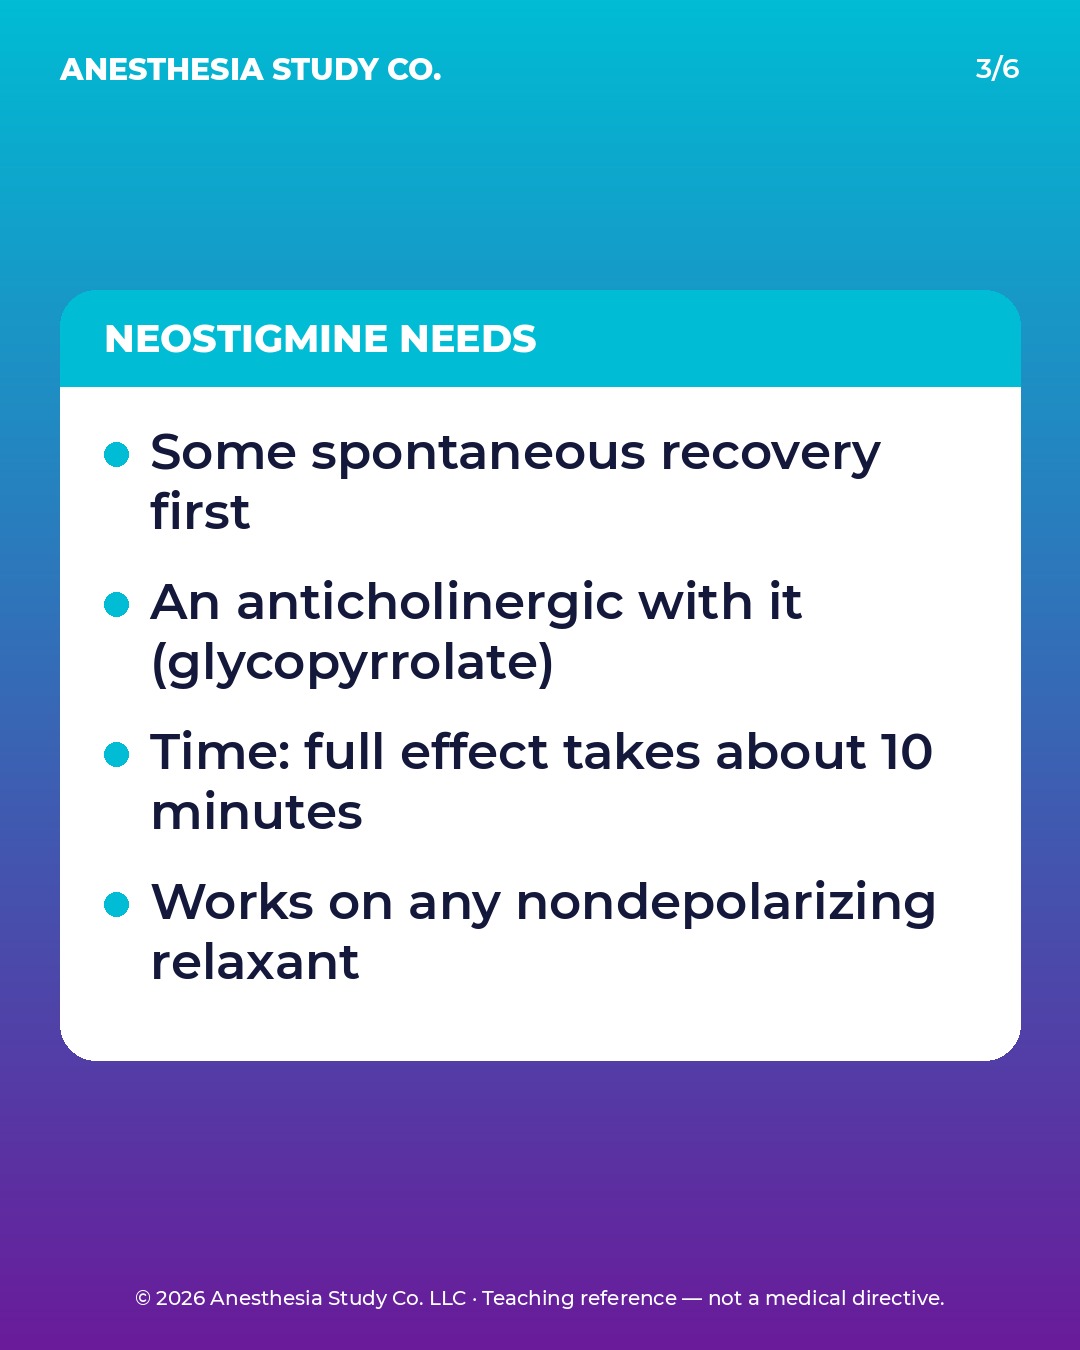 ANESTHESIA STUDY CO.
3/6
NEOSTIGMINE NEEDS
Some spontaneous recovery
first
An anticholinergic with it
(glycopyrrolate)
Time: full effect takes about 10
minutes
Works on any nondepolarizing
relaxant
© 2026 Anesthesia Study Co. LLC · Teaching reference — not a medical directive.